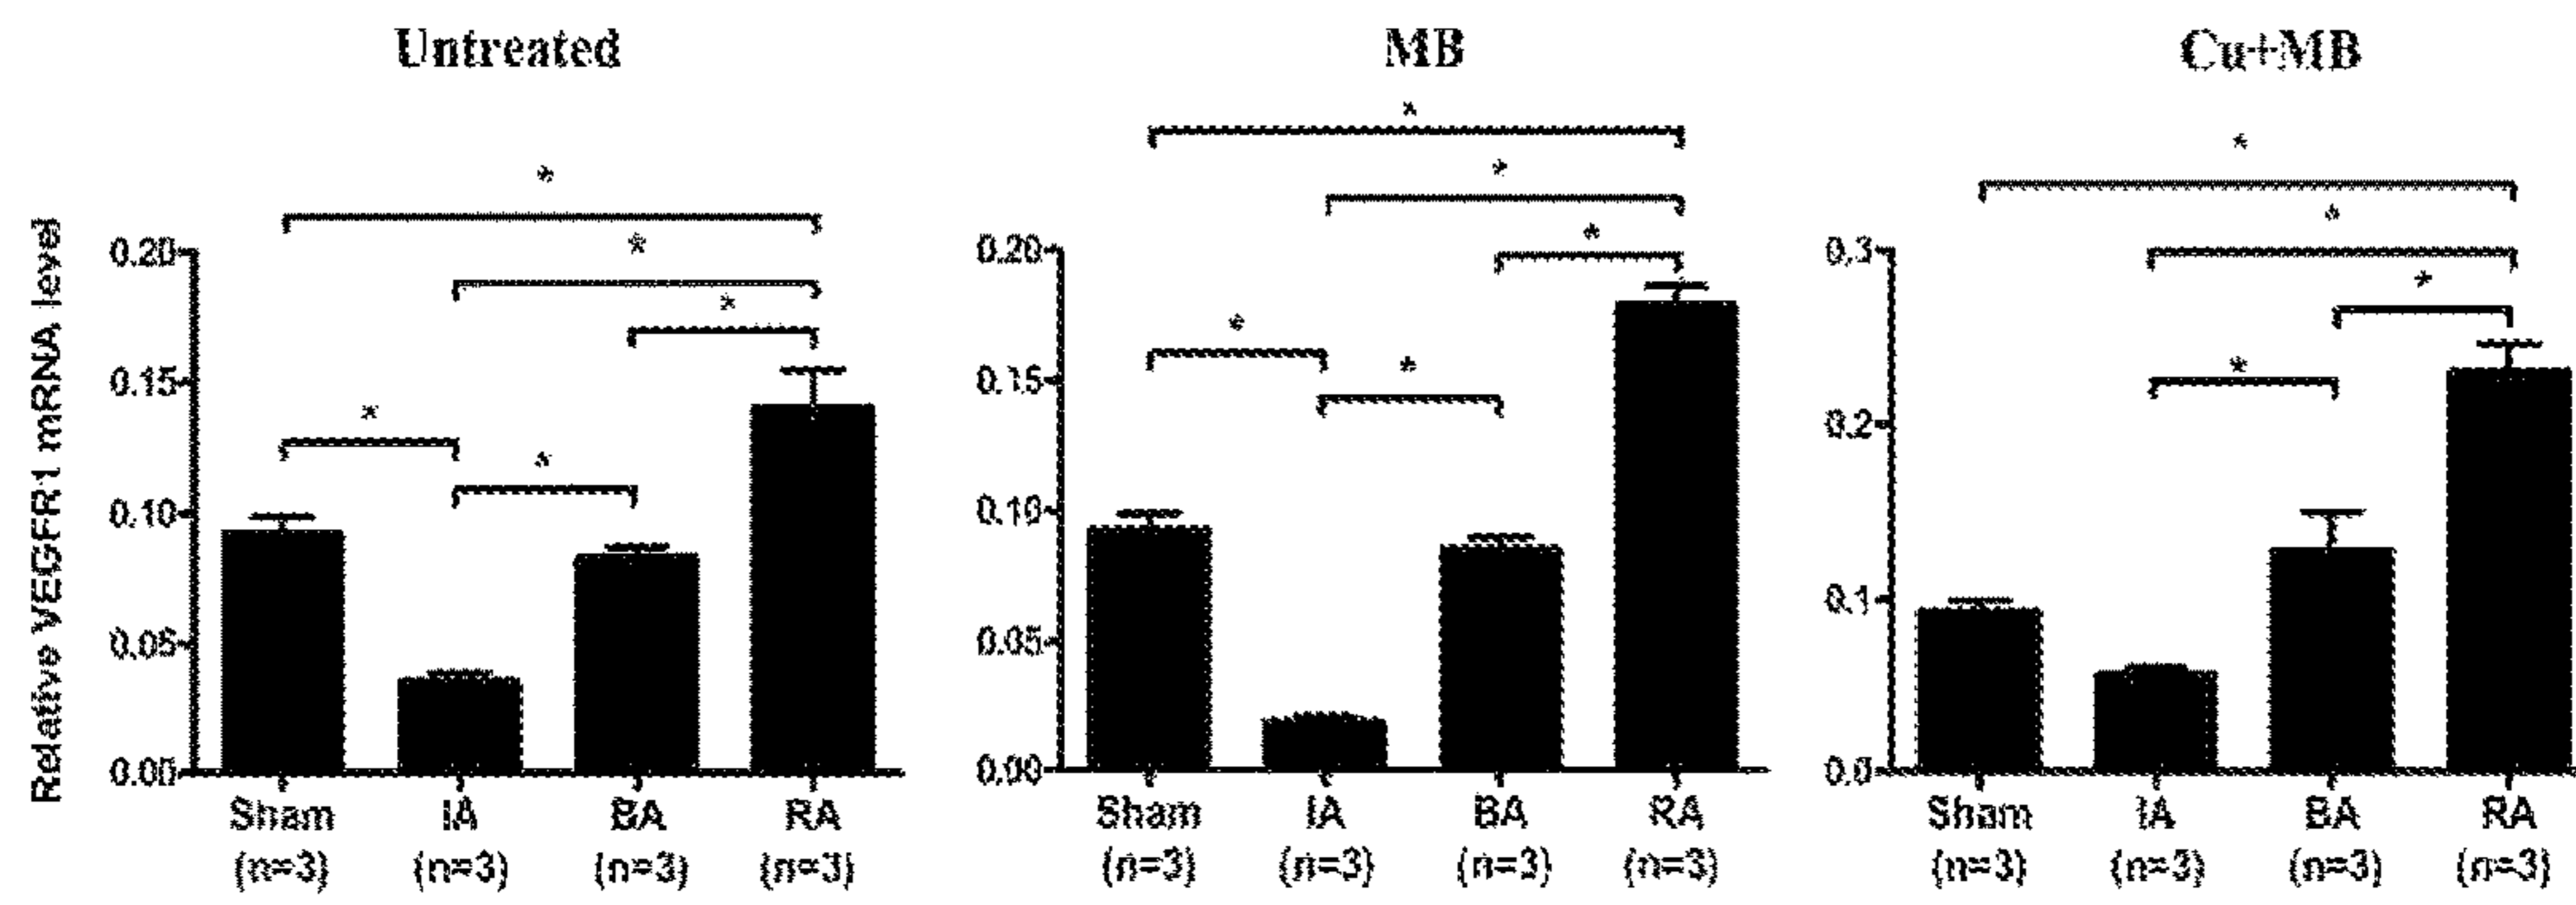 Untreated MB Cu+MB
* * *
* * *
* * *
* * *
* *
Relative VEGFR1 mRNA level
0.20 0.20 0.3
0.15 0.15 0.2
0.10 0.10 0.1
0.05 0.05
0.00 0.00 0.0
Sham IA BA RA Sham IA BA RA Sham IA BA RA
(n=3) (n=3) (n=3) (n=3) (n=3) (n=3) (n=3) (n=3) (n=3) (n=3) (n=3) (n=3)